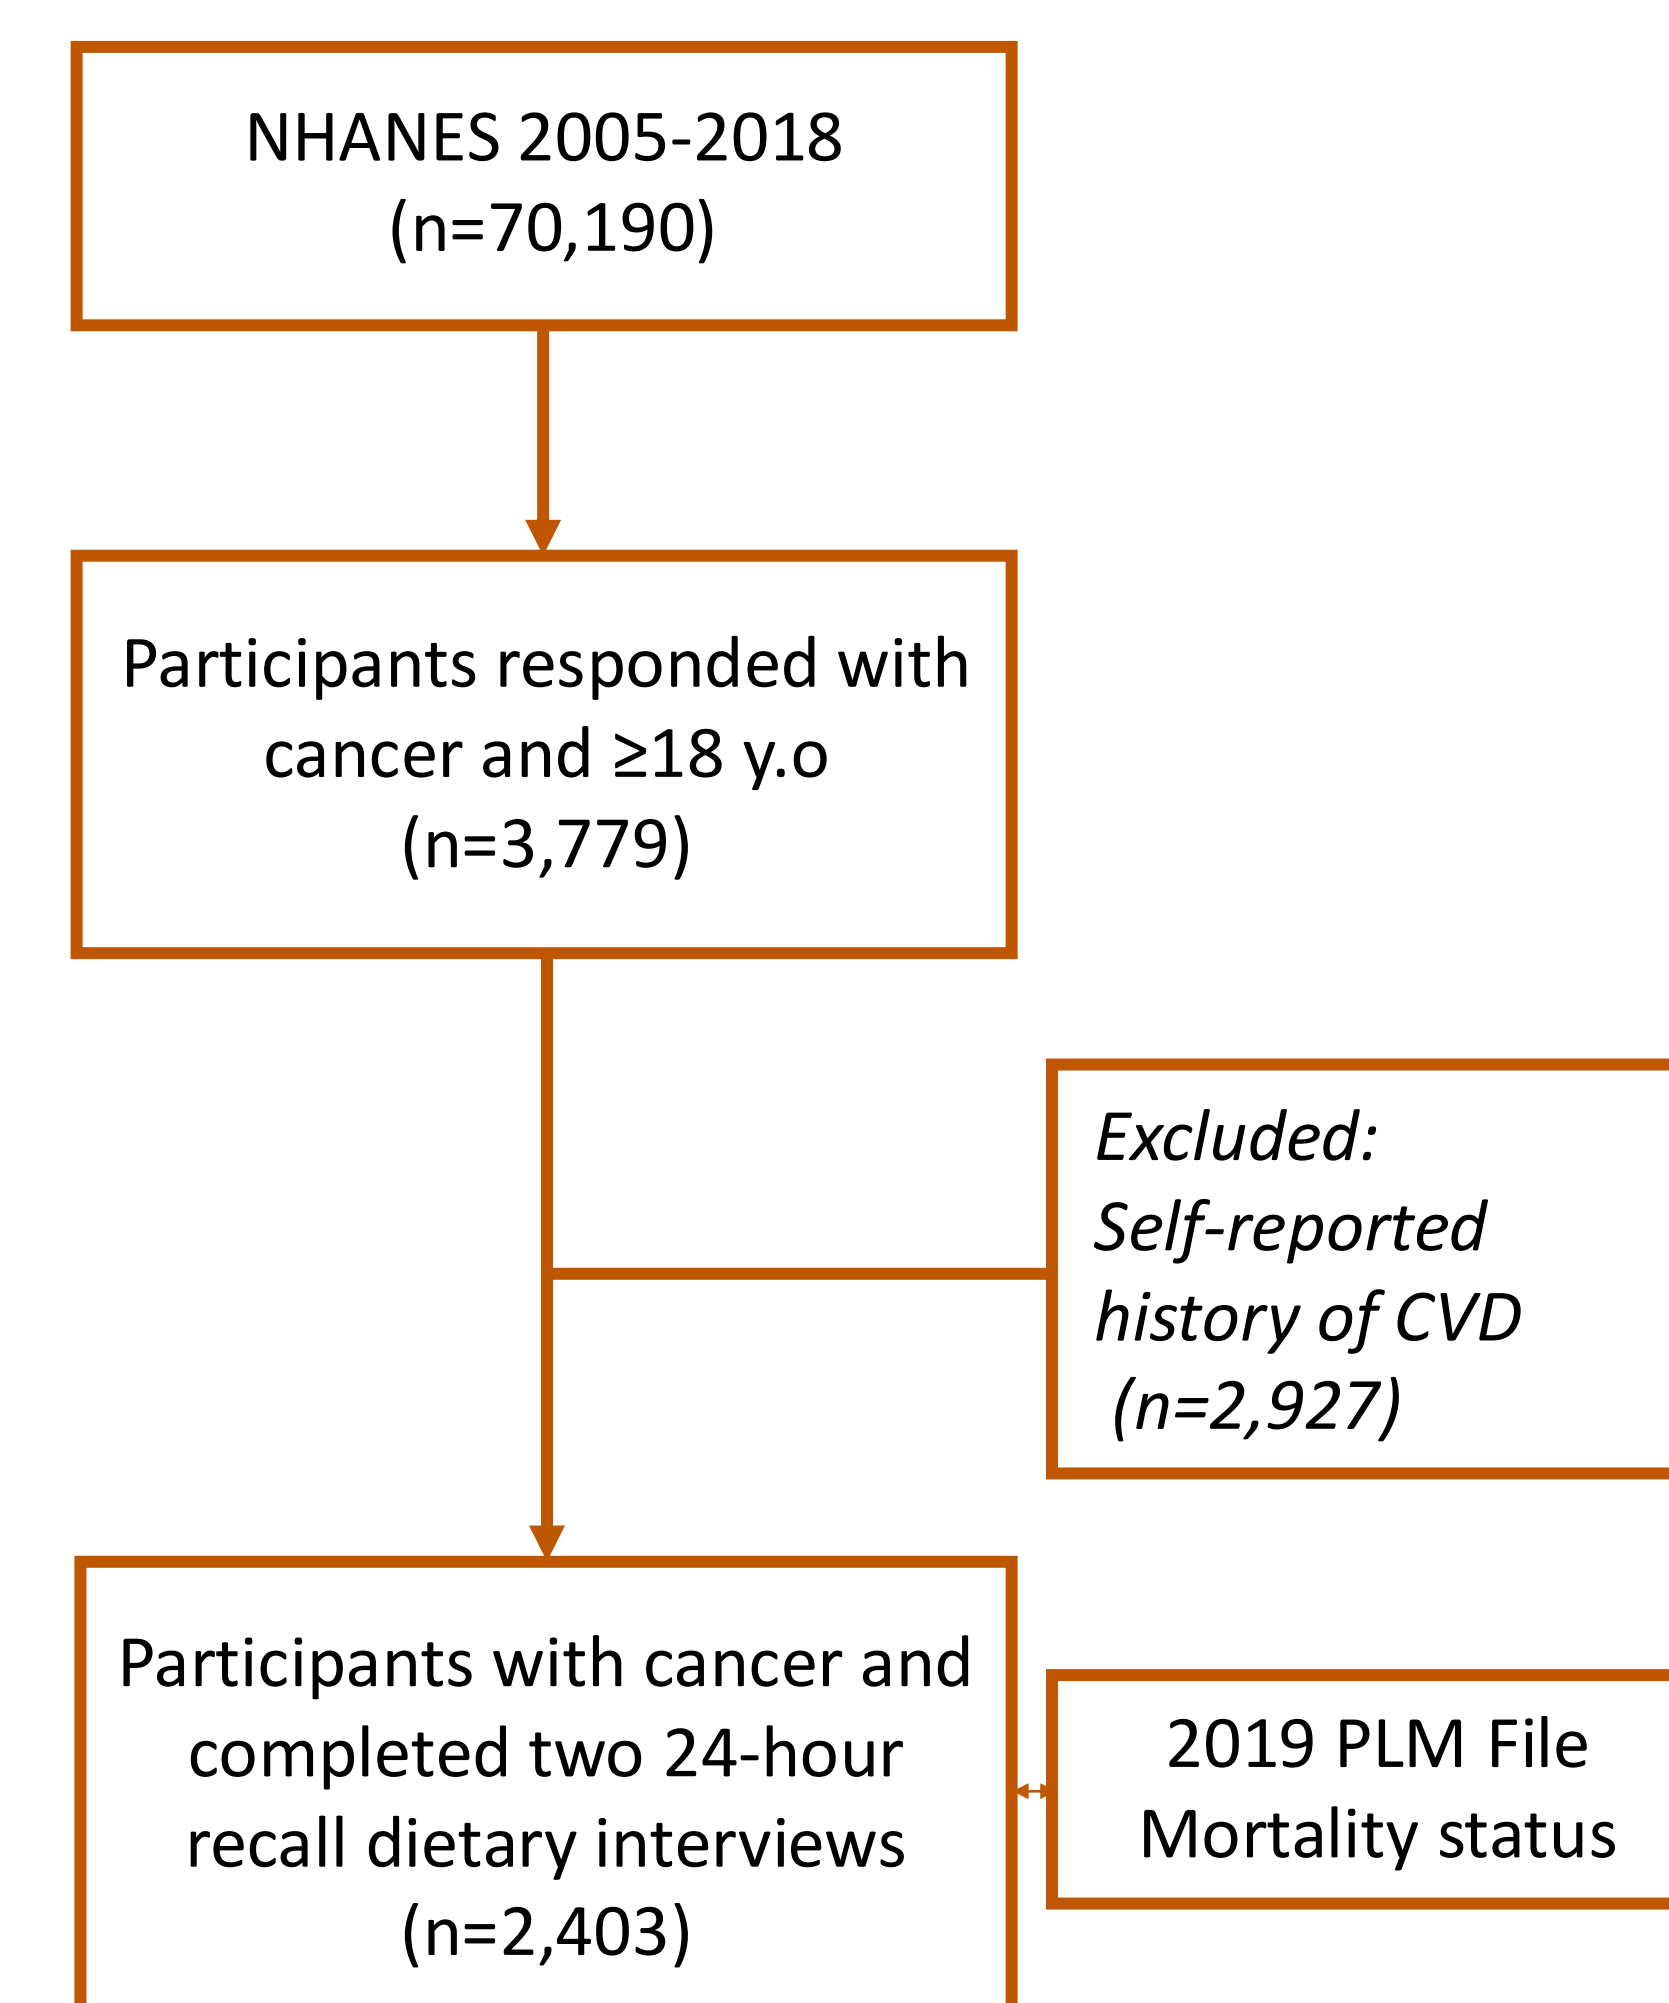 NHANES 2005-2018
(n=70,190)
Participants responded with
cancer and ≥18 y.o
(n=3,779)
Excluded:
Self-reported
history of CVD
(n=2,927)
Participants with cancer and
completed two 24-hour
recall dietary interviews
(n=2,403)
2019 PLM File
Mortality status